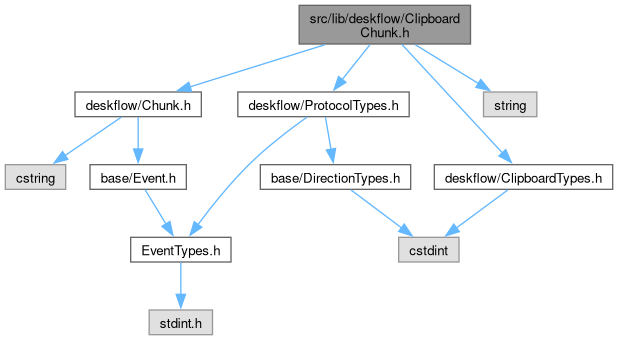 src/lib/deskflow/Clipboard
Chunk.h
deskflow/Chunk.h
deskflow/ProtocolTypes.h
string
cstring
base/Event.h
base/DirectionTypes.h
deskflow/ClipboardTypes.h
EventTypes.h
cstdint
stdint.h